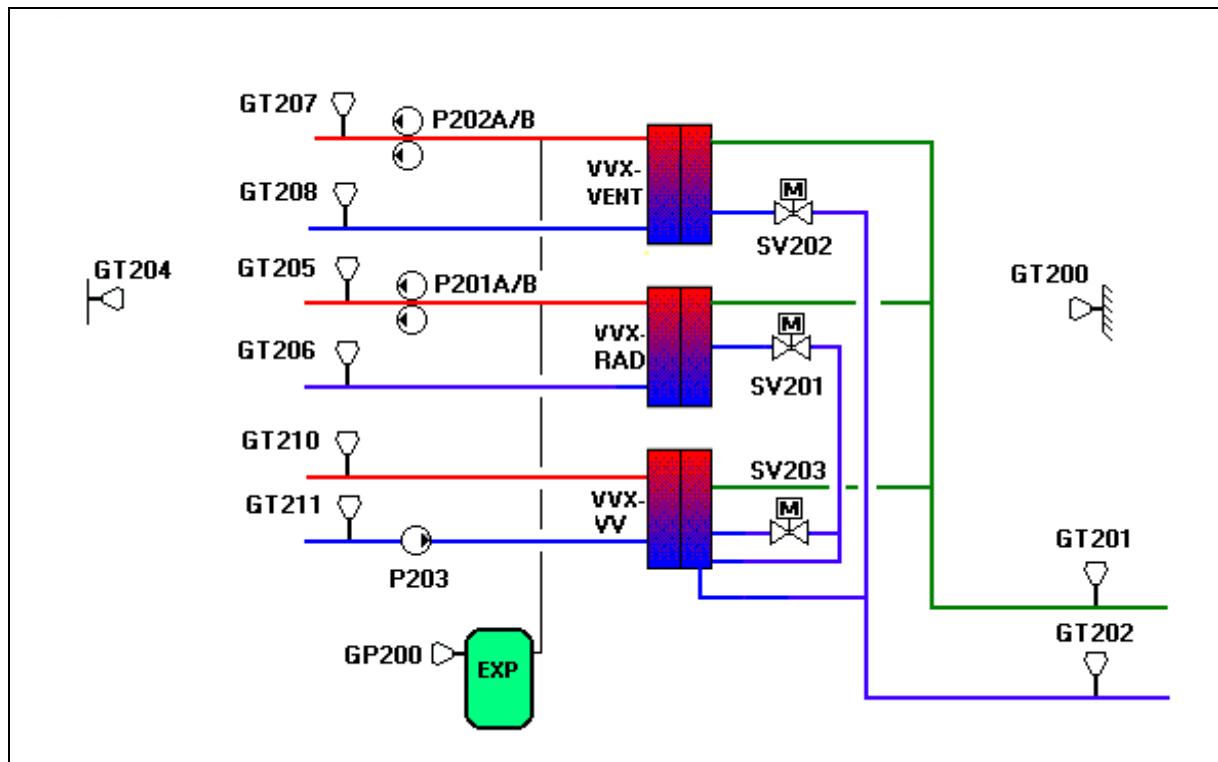 GT207
P202A/B
VVX-
VENT
GT208
M
SV202
GT204
GT205
P201A/B
GT200
VVX-
RAD
M
GT206
SV201
GT210
SV203
VVX-
VV
M
GT211
P203
GT201
GT202
GP200
EXP